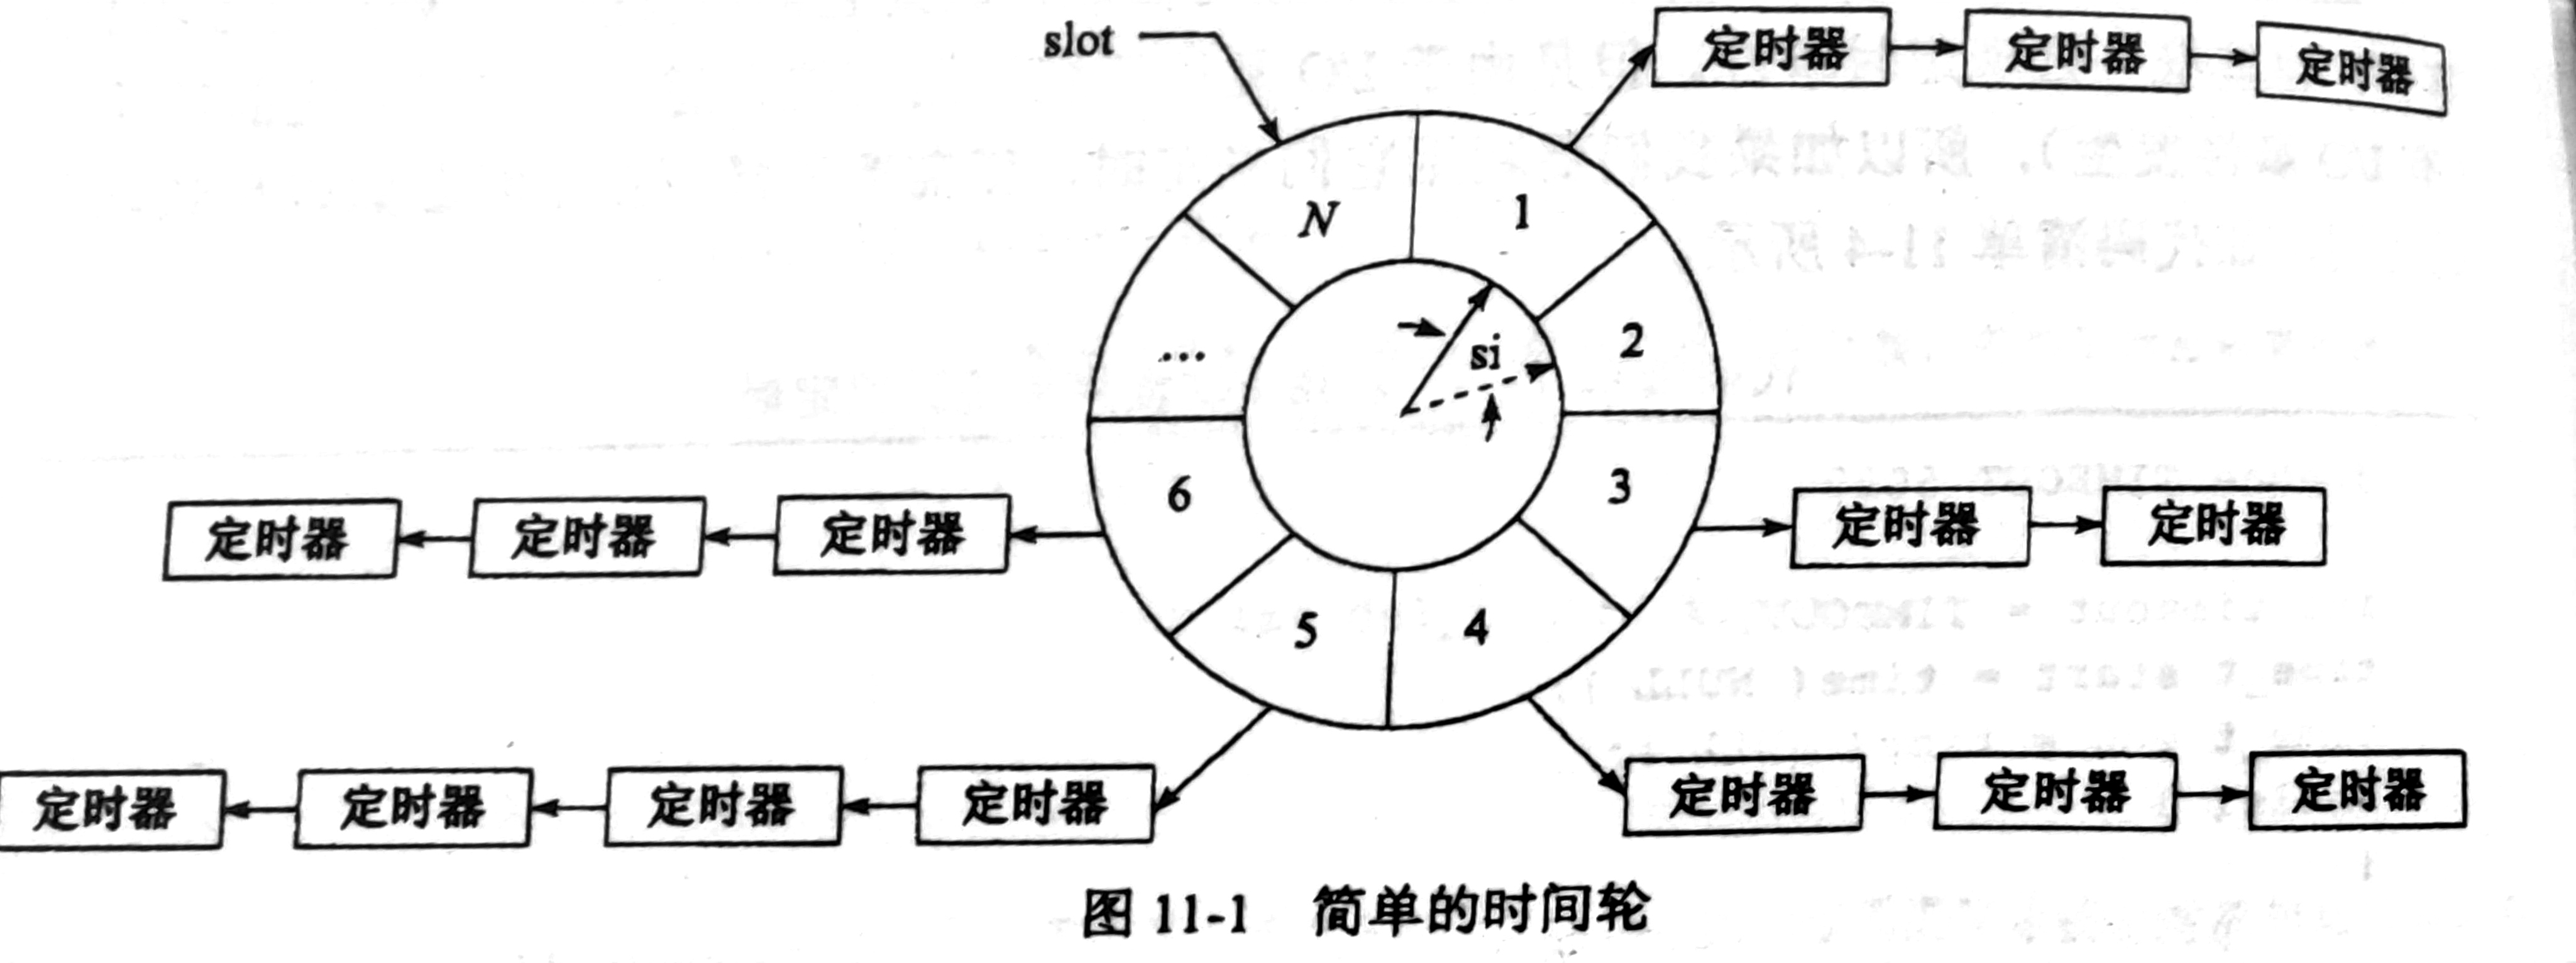 slot
定时器 定时器 定时器
N 1
... si 2
6 3
定时器 定时器 定时器 定时器 定时器
5 4
定时器 定时器 定时器 定时器 定时器 定时器 定时器
图 11-1 简单的时间轮